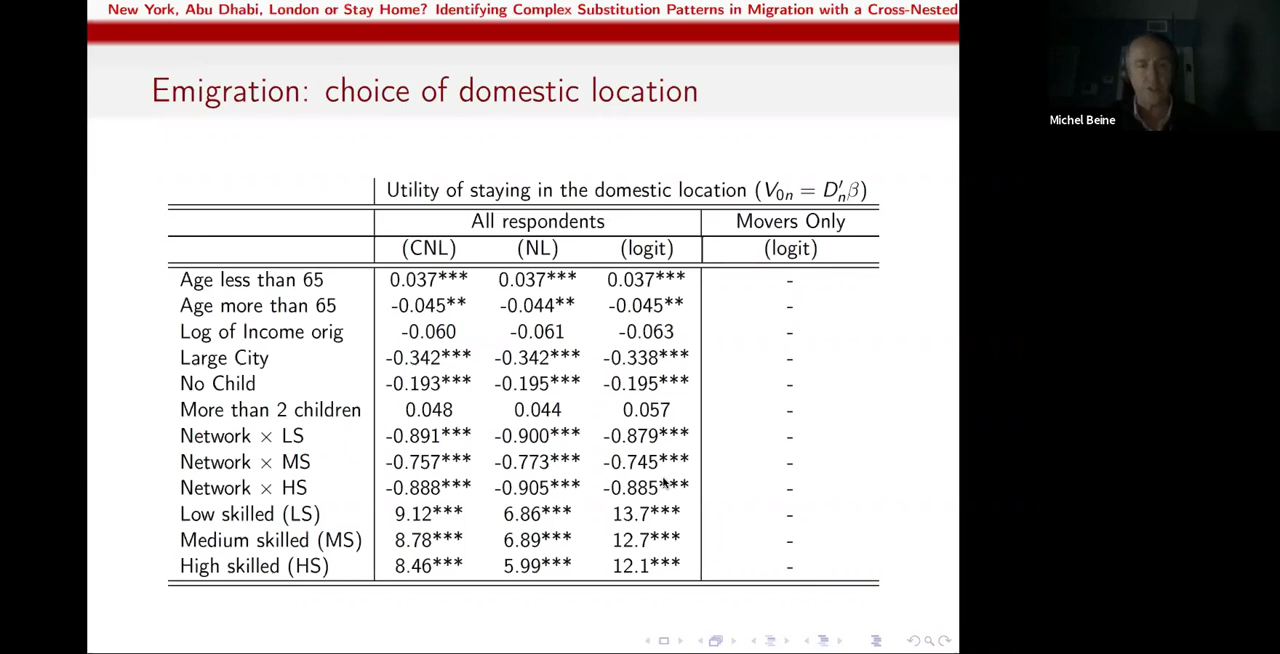 New York, Abu Dhabi, London or Stay Home? Identifying Complex Substitution Patterns in Migration with a Cross-Nested
Emigration: choice of domestic location
Michel Beine
Utility of staying in the domestic location (V0n = D′nβ)
All respondents Movers Only
(CNL) (NL) (logit) (logit)
Age less than 65 0.037*** 0.037*** 0.037*** -
Age more than 65 -0.045** -0.044** -0.045** -
Log of Income orig -0.060 -0.061 -0.063 -
Large City -0.342*** -0.342*** -0.338*** -
No Child -0.193*** -0.195*** -0.195*** -
More than 2 children 0.048 0.044 0.057 -
Network × LS -0.891*** -0.900*** -0.879*** -
Network × MS -0.757*** -0.773*** -0.745*** -
Network × HS -0.888*** -0.905*** -0.885*** -
Low skilled (LS) 9.12*** 6.86*** 13.7*** -
Medium skilled (MS) 8.78*** 6.89*** 12.7*** -
High skilled (HS) 8.46*** 5.99*** 12.1*** -